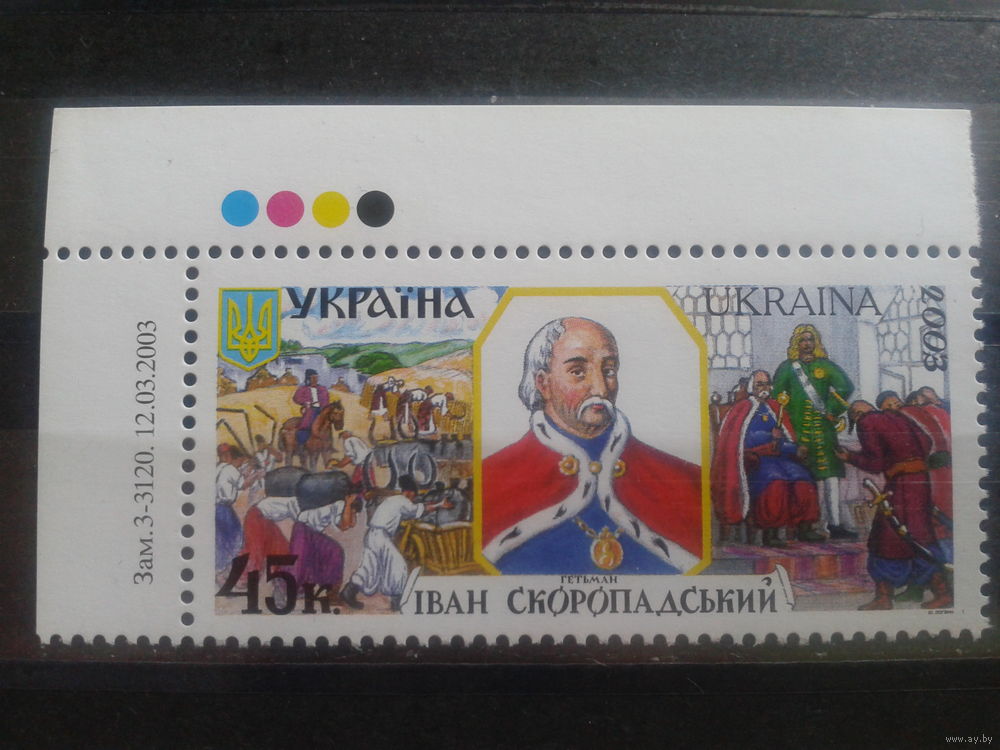 УКРАЇНА
UKRAINA
2003
Зам.3-3120. 12.03.2003
45к.
ГЕТЬМАН
ІВАН СКОРОПАДСЬКИЙ
www.ay.by